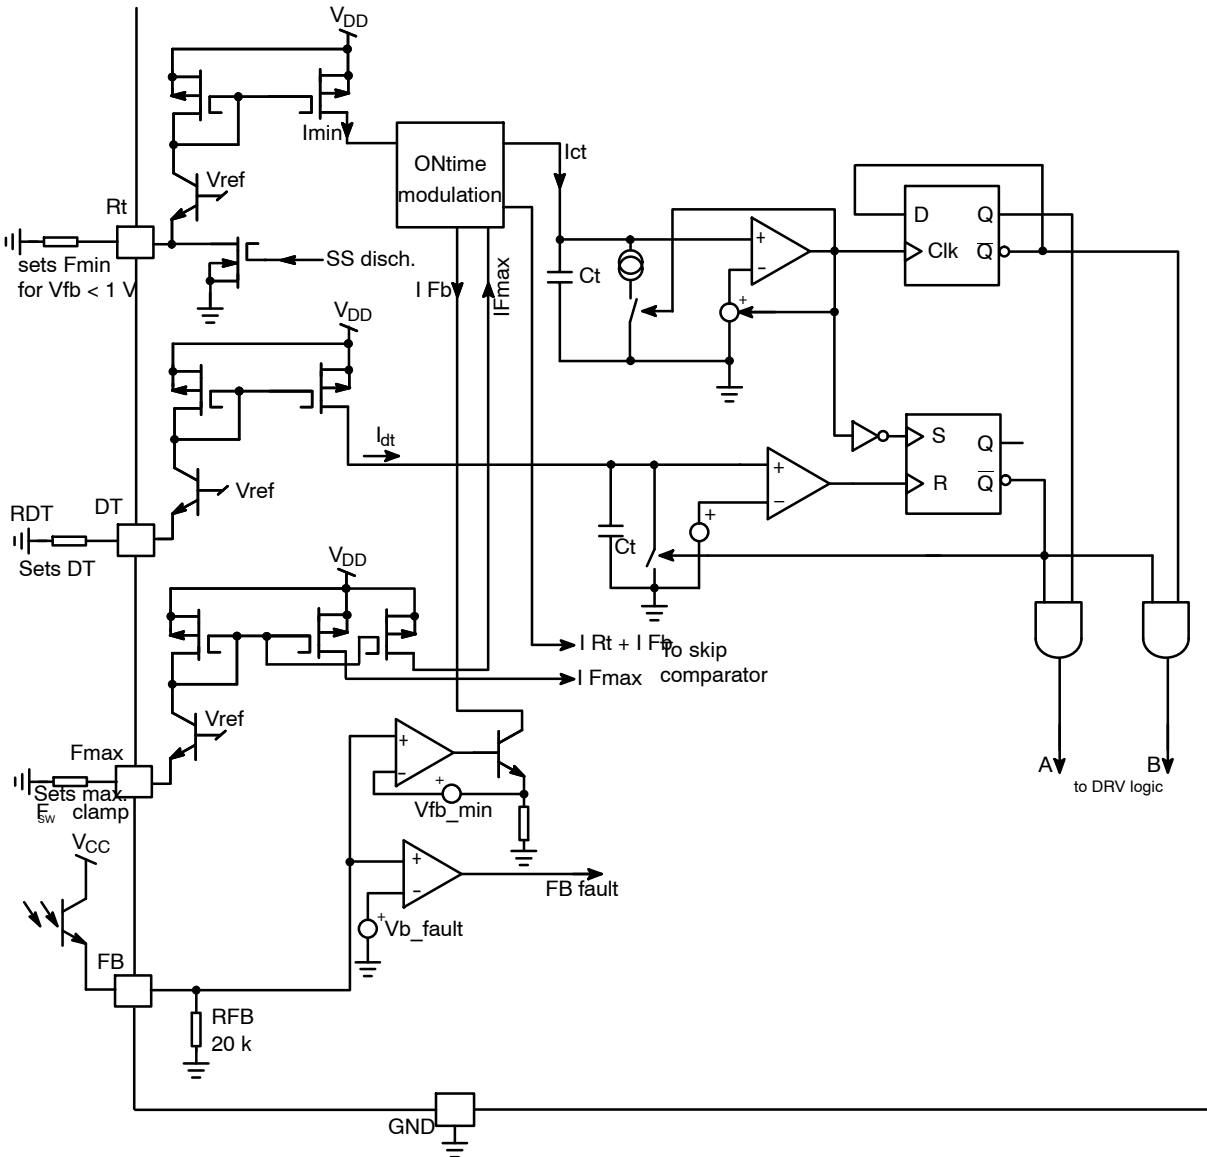 VDD
Imin
Vref
Rt
sets Fmin
for Vfb < 1 V
SS disch.
ONtime
modulation
Ict
I Fb
IFmax
Ct
+
−
+
D
Q
Clk
Q
VDD
Idt
Vref
RDT
DT
Sets DT
Ct
+
−
+
S
Q
R
Q
VDD
Vref
Fmax
Sets max.
Fsw clamp
I Rt + I Fb
To skip
comparator
I Fmax
+
−
+
Vfb_min
A
B
to DRV logic
VCC
+
−
FB fault
+
Vb_fault
FB
RFB
20 k
GND